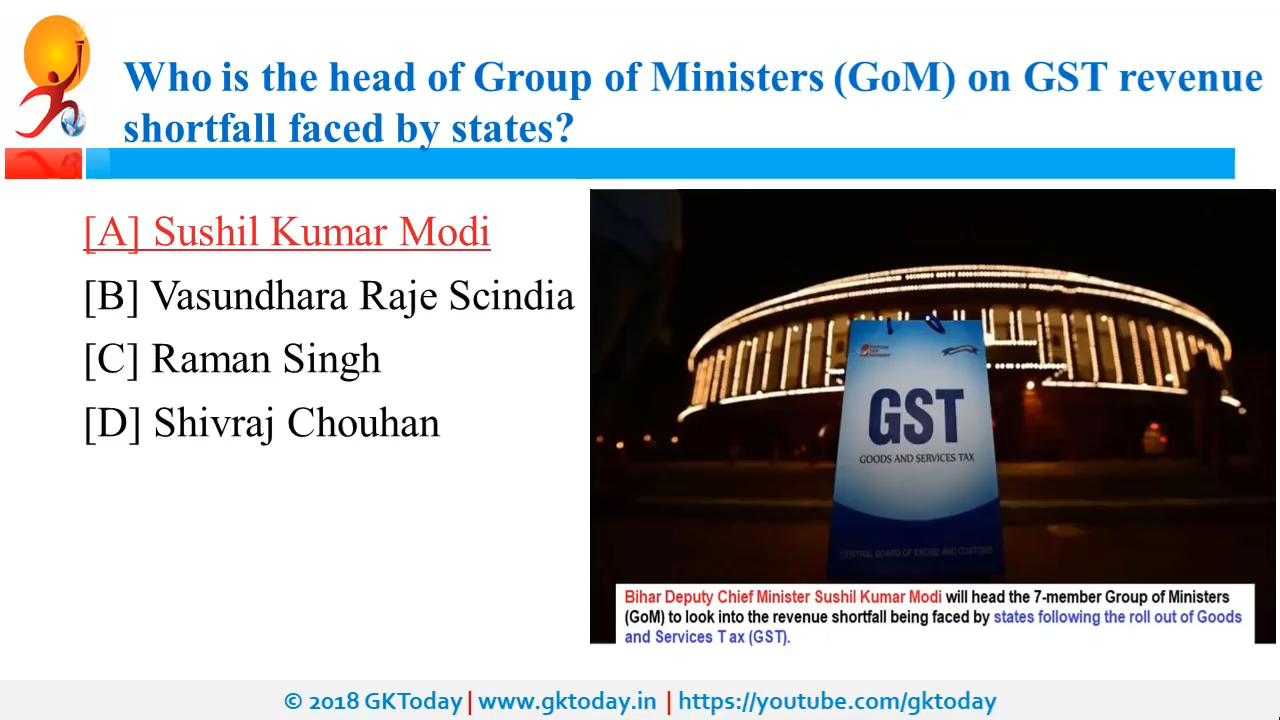 Who is the head of Group of Ministers (GoM) on GST revenue
shortfall faced by states?
[A] Sushil Kumar Modi
[B] Vasundhara Raje Scindia
[C] Raman Singh
[D] Shivraj Chouhan
GST
GOODS AND SERVICES TAX
CENTRAL BOARD OF EXCISE AND CUSTOMS
Bihar Deputy Chief Minister Sushil Kumar Modi will head the 7-member Group of Ministers
(GoM) to look into the revenue shortfall being faced by states following the roll out of Goods
and Services T ax (GST).
© 2018 GKToday | www.gktoday.in | https://youtube.com/gktoday